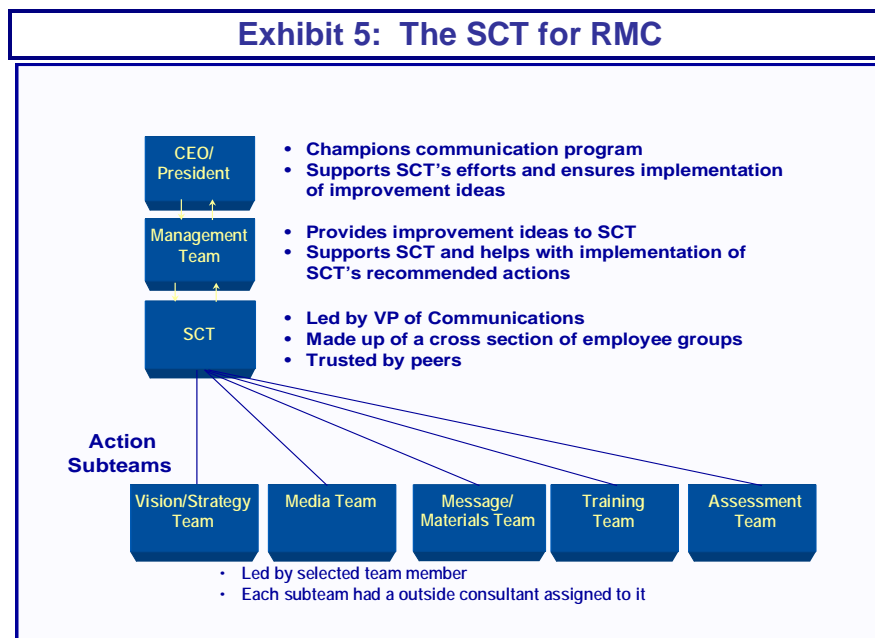 Exhibit 5: The SCT for RMC
CEO/
President
• Champions communication program
• Supports SCT's efforts and ensures implementation
of improvement ideas
Management
Team
• Provides improvement ideas to SCT
• Supports SCT and helps with implementation of
SCT's recommended actions
SCT
• Led by VP of Communications
• Made up of a cross section of employee groups
• Trusted by peers
Action
Subteams
Vision/Strategy
Team
Media Team
Message/
Materials Team
Training
Team
Assessment
Team
• Led by selected team member
• Each subteam had a outside consultant assigned to it